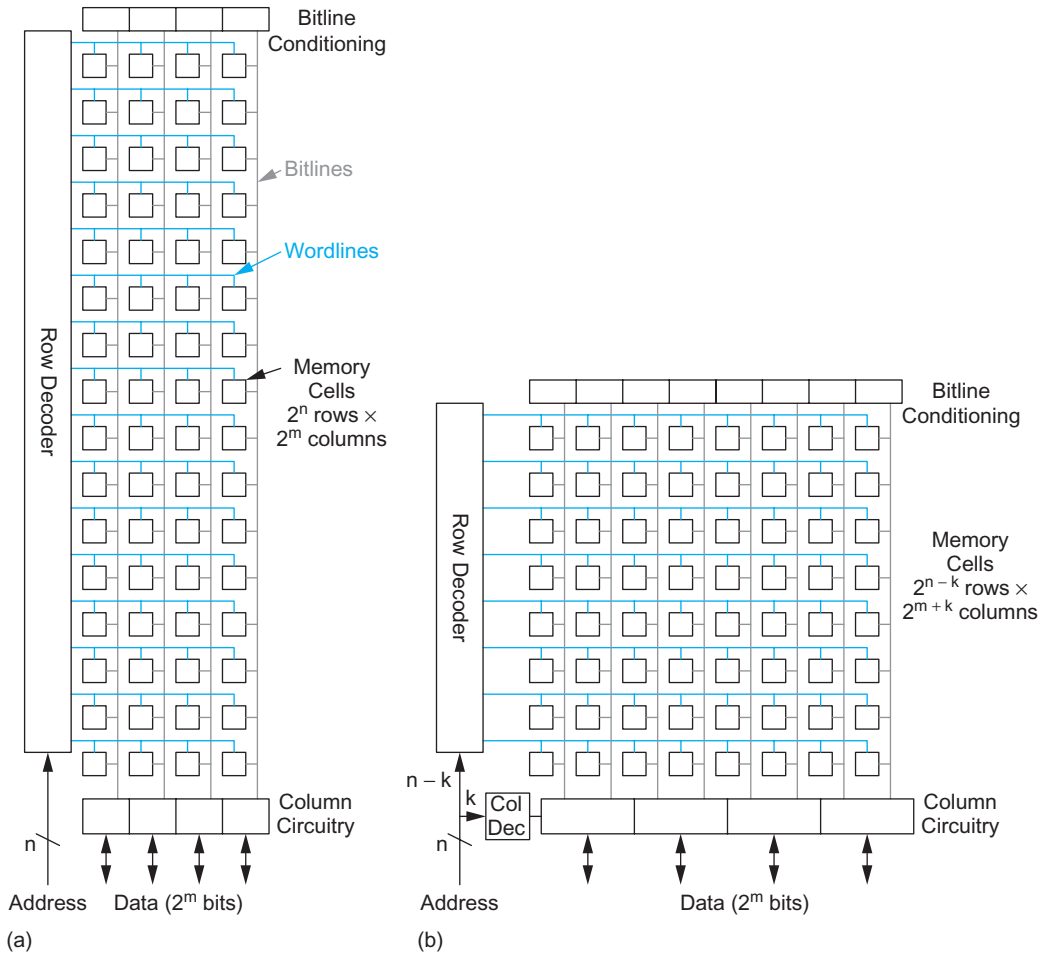 Bitline
Conditioning
Bitlines
Wordlines
Row Decoder
Memory
Cells
2ⁿ rows ×
2ᵐ columns
n
Column
Circuitry
Address
Data (2ᵐ bits)
(a)
Bitline
Conditioning
Row Decoder
Memory
Cells
2ⁿ⁻ᵏ rows ×
2ᵐ⁺ᵏ columns
n – k
k
Col
Dec
n
Column
Circuitry
Address
Data (2ᵐ bits)
(b)